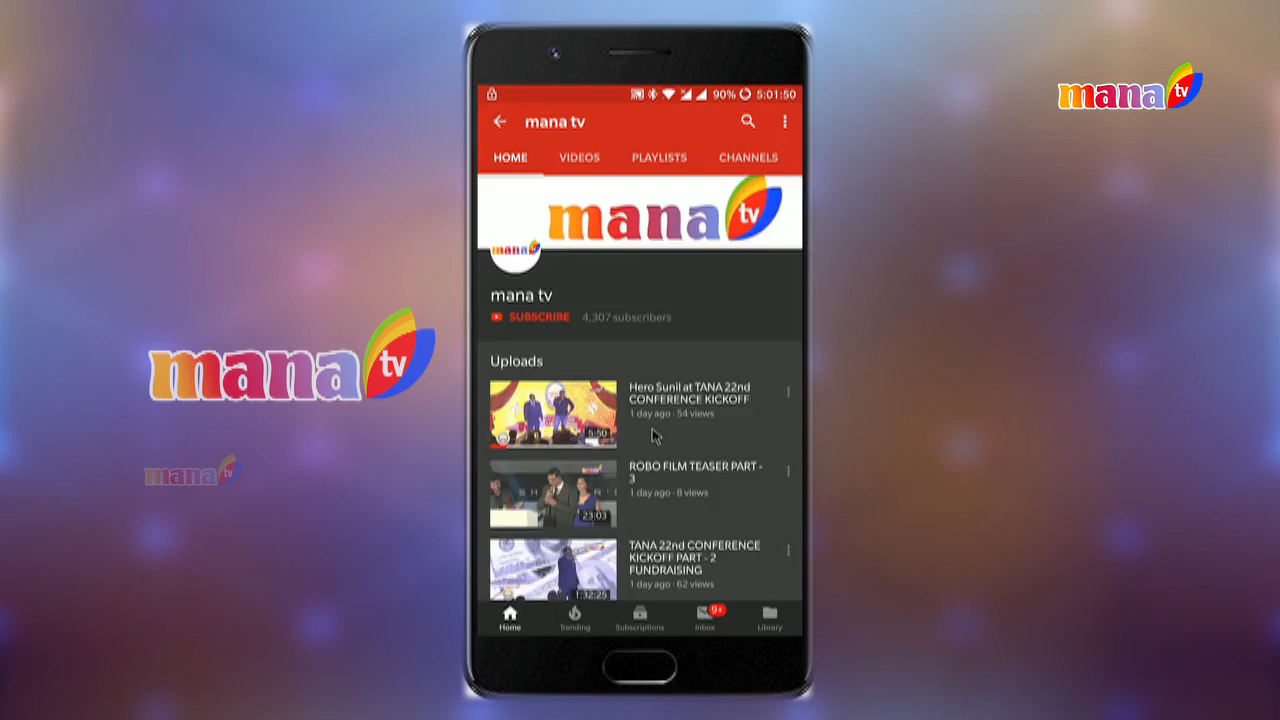 90% 5:01:50
mana tv
mana tv
HOME VIDEOS PLAYLISTS CHANNELS
mana tv
mana tv
mana tv
SUBSCRIBE 4,307 subscribers
Uploads
mana tv
Hero Sunil at TANA 22nd
CONFERENCE KICKOFF
1 day ago · 54 views
5:50
mana tv
ROBO FILM TEASER PART -
3
1 day ago · 8 views
23:03
TANA 22nd CONFERENCE
KICKOFF PART - 2
FUNDRAISING
1 day ago · 62 views
1:12:25
9+
Home Trending Subscriptions Inbox Library